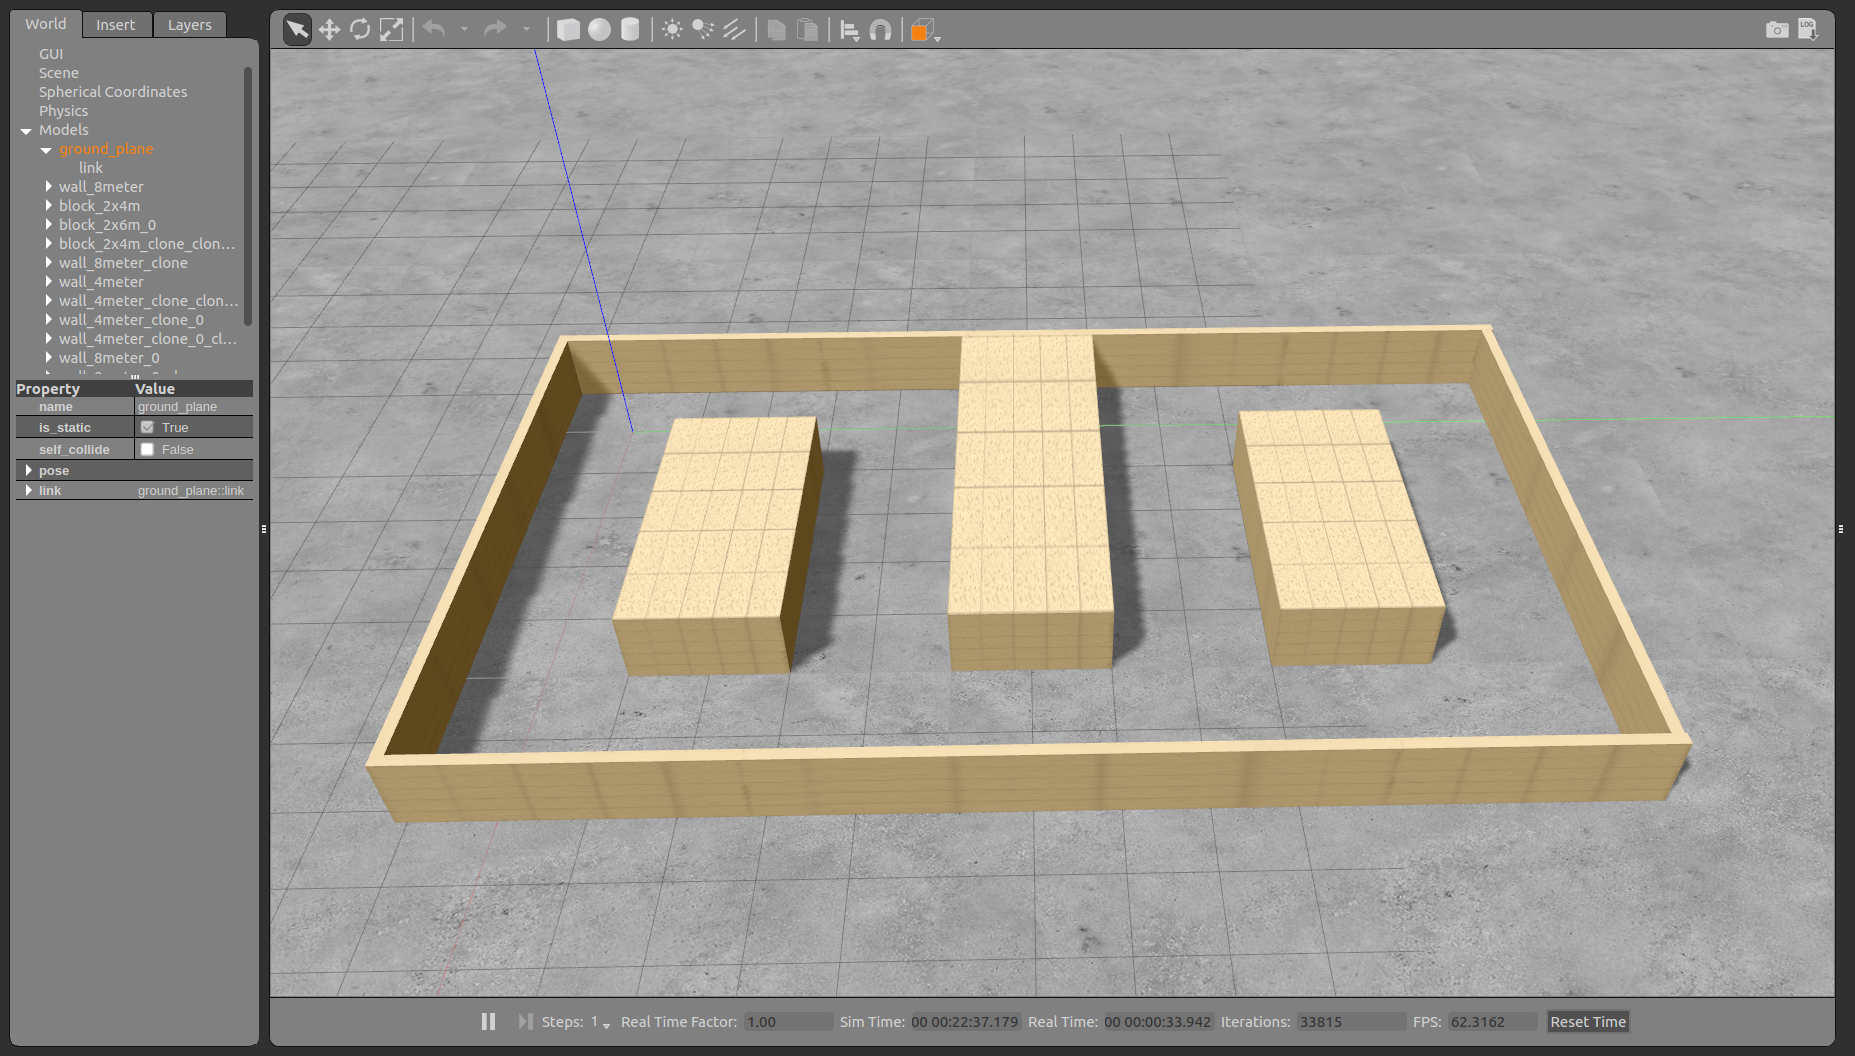 World Insert Layers
GUI
Scene
Spherical Coordinates
Physics
Models
ground_plane
link
wall_8meter
block_2x4m
block_2x6m_0
block_2x4m_clone_clon...
wall_8meter_clone
wall_4meter
wall_4meter_clone_clon...
wall_4meter_clone_0
wall_4meter_clone_0_cl...
wall_8meter_0
Property Value
name ground_plane
is_static True
self_collide False
pose
link ground_plane::link
LOG
Steps: 1 Real Time Factor: 1.00 Sim Time: 00 00:22:37.179 Real Time: 00 00:00:33.942 Iterations: 33815 FPS: 62.3162 Reset Time